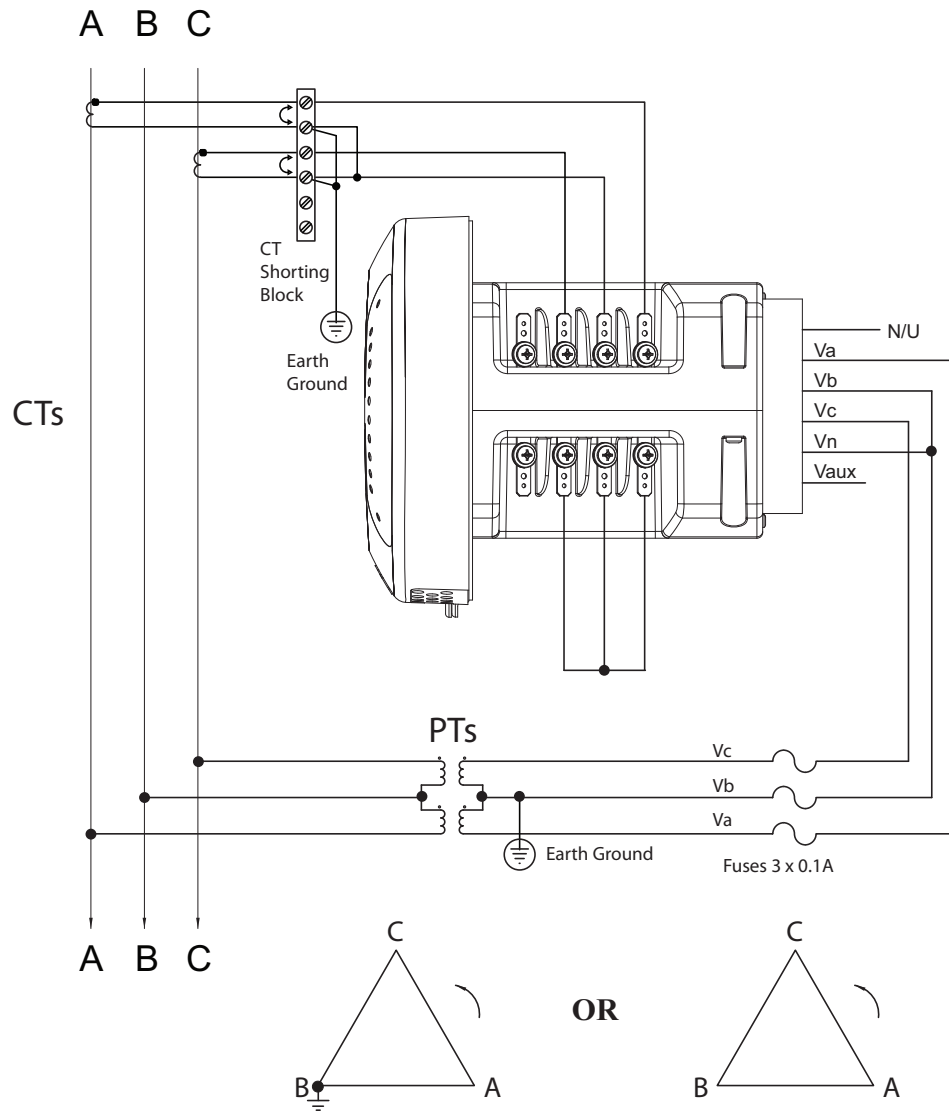 A B C
CT
Shorting
Block
Earth
Ground
N/U
Va
Vb
Vc
Vn
Vaux
CTs
PTs
Vc
Vb
Va
Earth Ground
Fuses 3 x 0.1A
A B C
C
B
A
OR
C
B
A